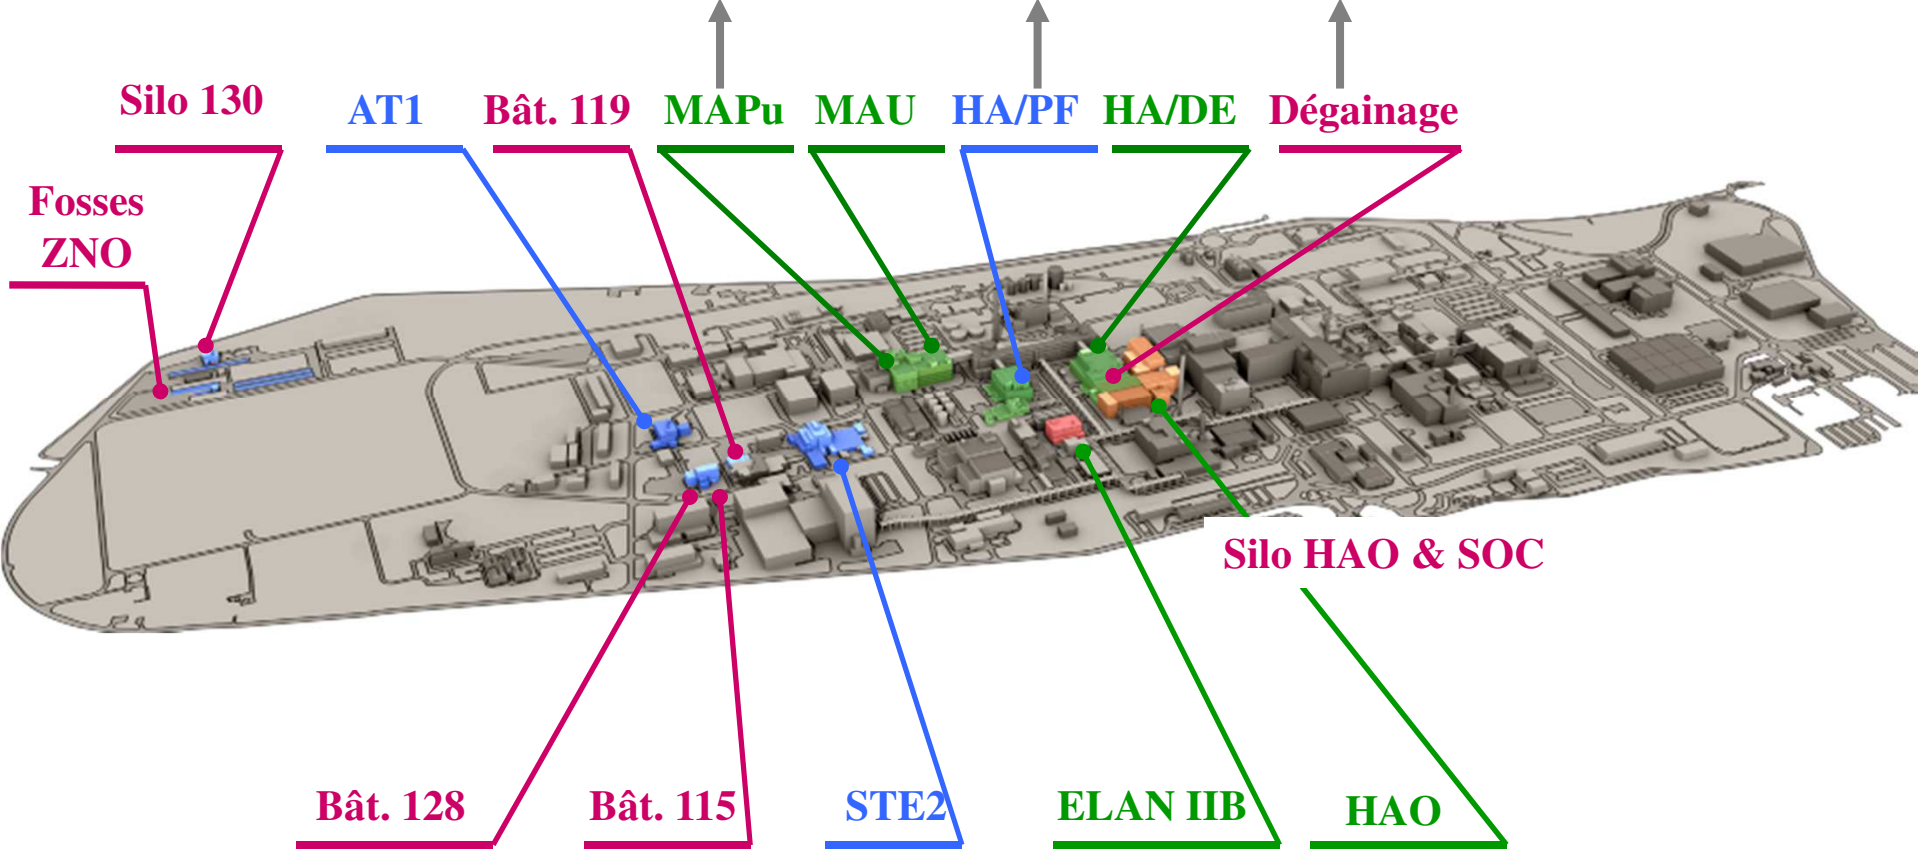 Silo 130
AT1
Bât. 119
MAPu
MAU
HA/PF
HA/DE
Dégainage
Fosses
ZNO
Silo HAO & SOC
Bât. 128
Bât. 115
STE2
ELAN IIB
HAO